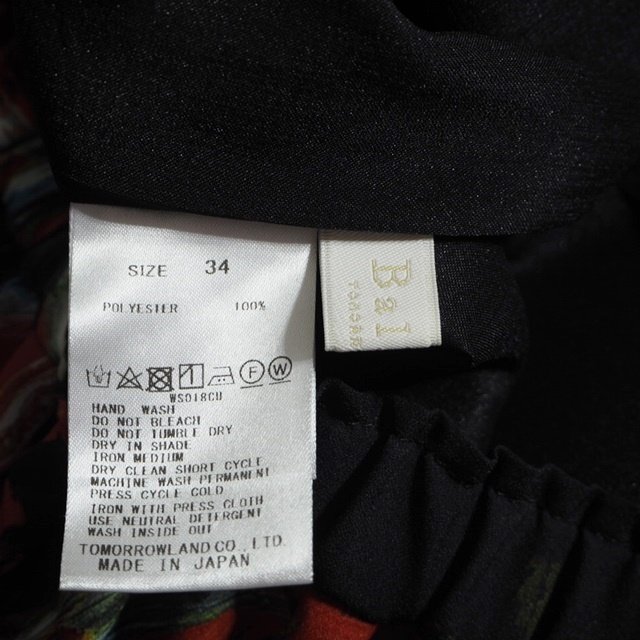 SIZE 34
POLYESTER 100%
F W
WS018CU
HAND WASH
DO NOT BLEACH
DO NOT TUMBLE DRY
DRY IN SHADE
IRON MEDIUM
DRY CLEAN SHORT CYCLE
MACHINE WASH PERMANENT
PRESS CYCLE COLD
IRON WITH PRESS CLOTH
USE NEUTRAL DETERGENT
WASH INSIDE OUT
TOMORROWLAND CO., LTD.
MADE IN JAPAN
Bal